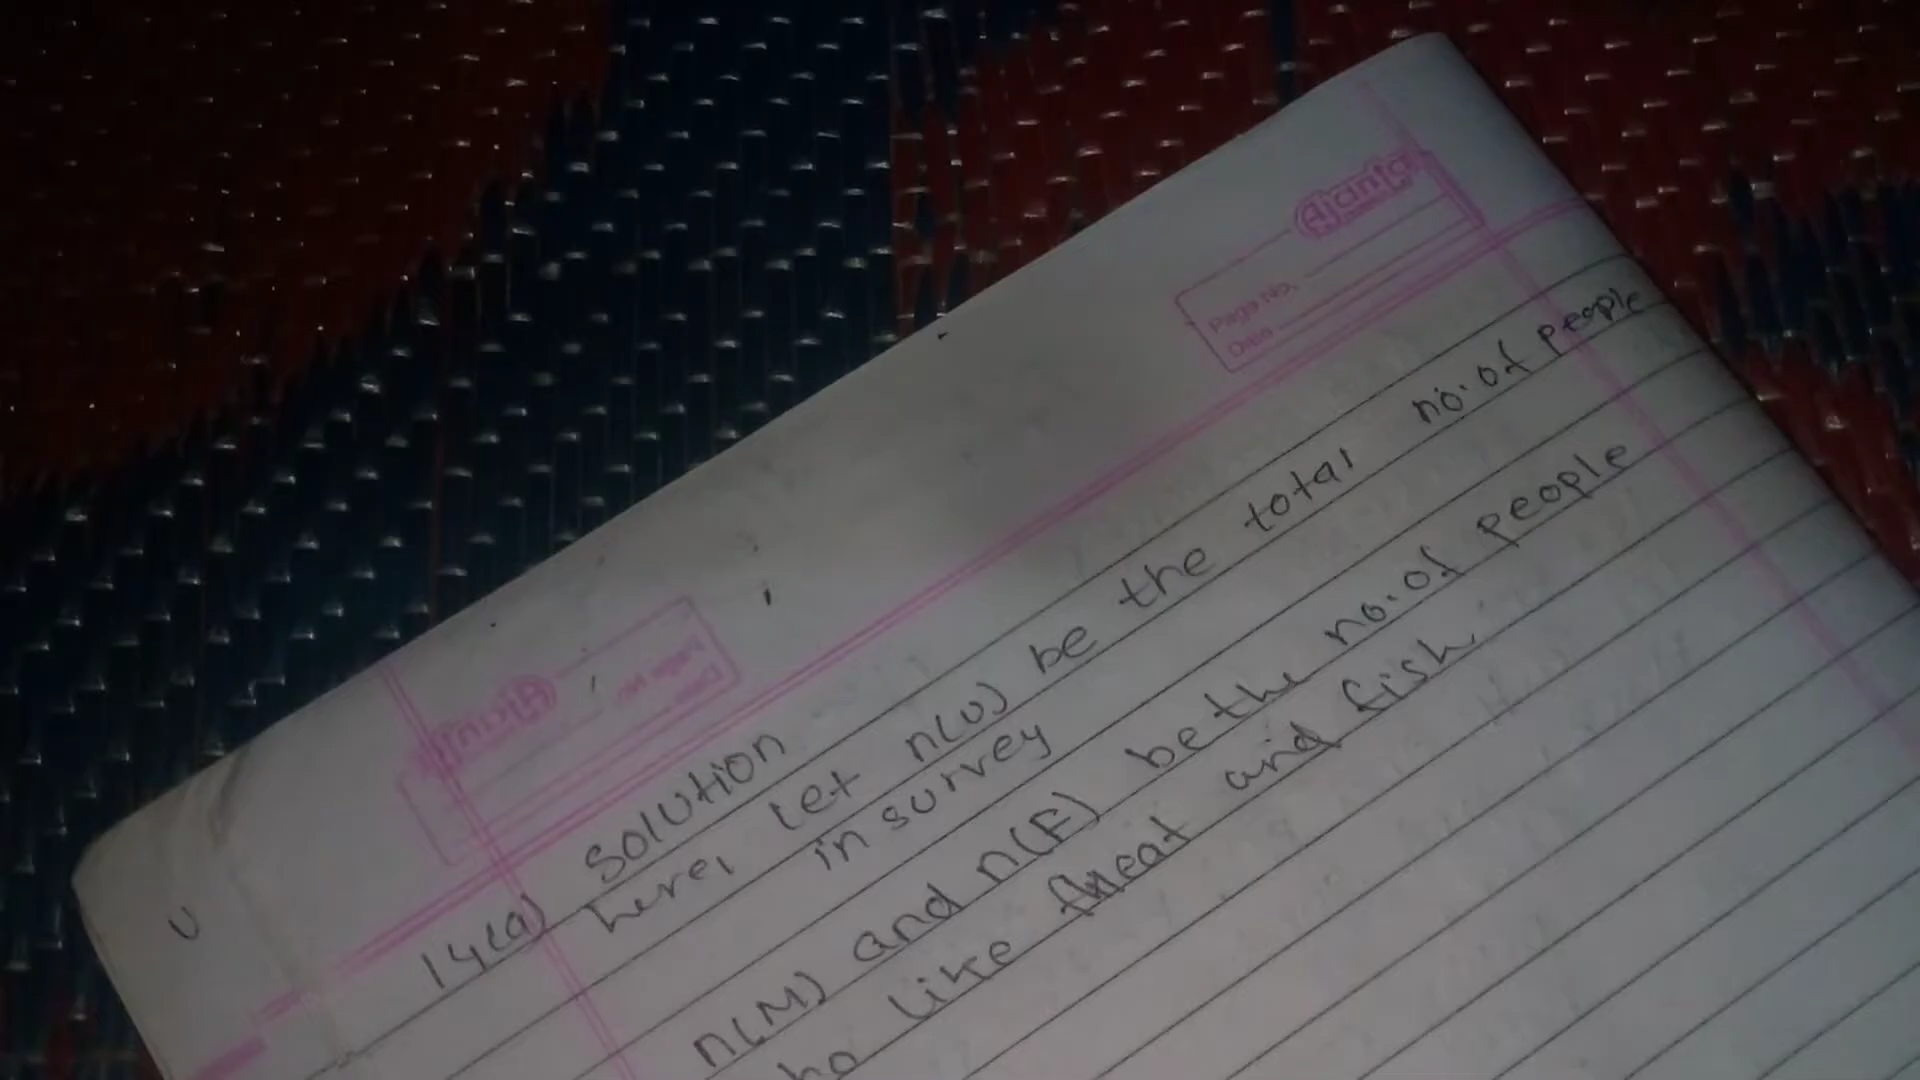 Ajanta
Page No.
Date
14(a) solution
here, let n(U) be the total no. of people
in survey
n(M) and n(F) be the no. of people
who like meat and fish.